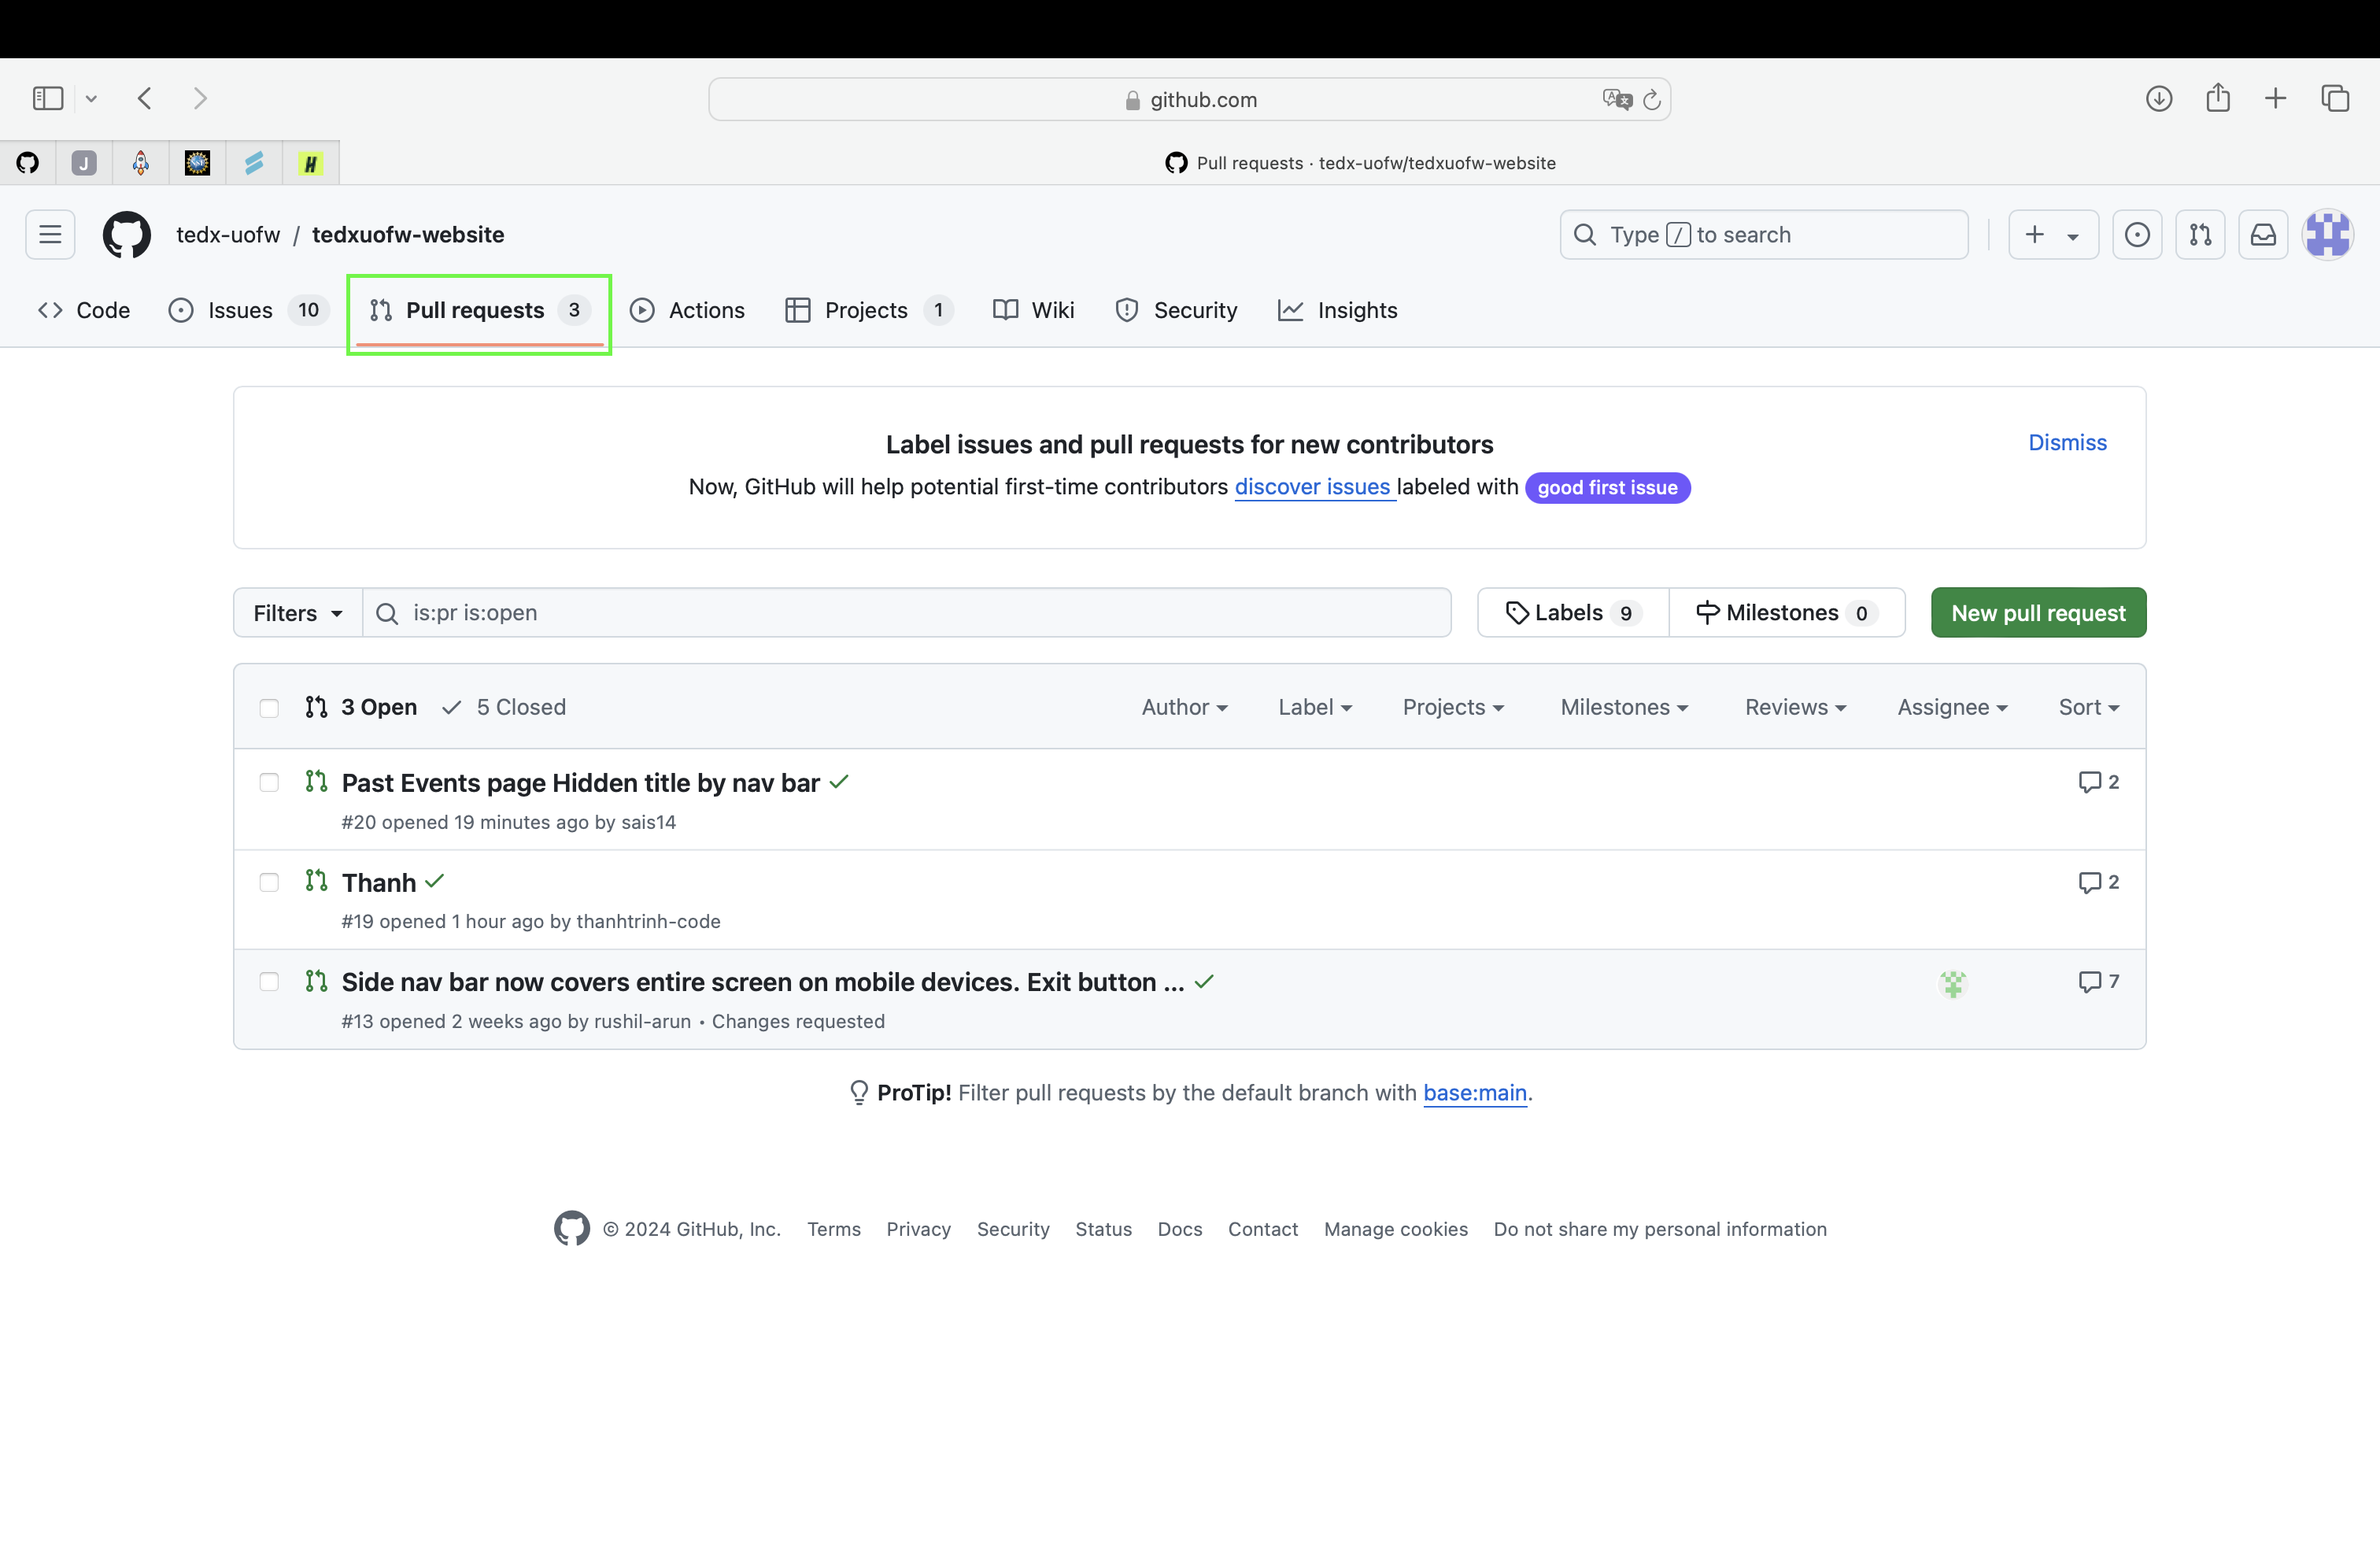 github.com
J
H
Pull requests · tedx-uofw/tedxuofw-website
tedx-uofw / tedxuofw-website
Type / to search
Code
Issues 10
Pull requests 3
Actions
Projects 1
Wiki
Security
Insights
Label issues and pull requests for new contributors
Dismiss
Now, GitHub will help potential first-time contributors discover issues labeled with good first issue
Filters
is:pr is:open
Labels 9
Milestones 0
New pull request
3 Open
5 Closed
Author
Label
Projects
Milestones
Reviews
Assignee
Sort
Past Events page Hidden title by nav bar
2
#20 opened 19 minutes ago by sais14
Thanh
2
#19 opened 1 hour ago by thanhtrinh-code
Side nav bar now covers entire screen on mobile devices. Exit button ...
7
#13 opened 2 weeks ago by rushil-arun • Changes requested
ProTip! Filter pull requests by the default branch with base:main.
© 2024 GitHub, Inc.
Terms
Privacy
Security
Status
Docs
Contact
Manage cookies
Do not share my personal information